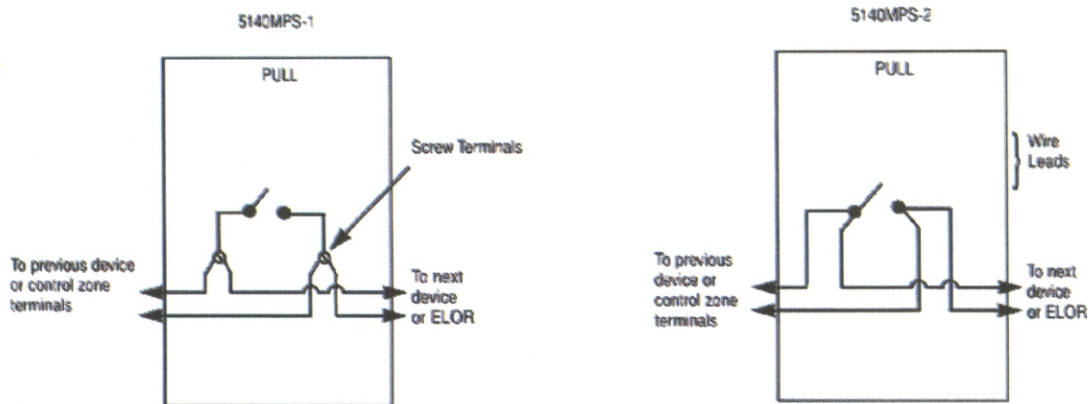 5140MPS-1
PULL
Screw Terminals
To previous device
or control zone
terminals
To next
device
or ELOR
5140MPS-2
PULL
Wire
Leads
To previous
device or
control zone
terminals
To next
device
or ELOR